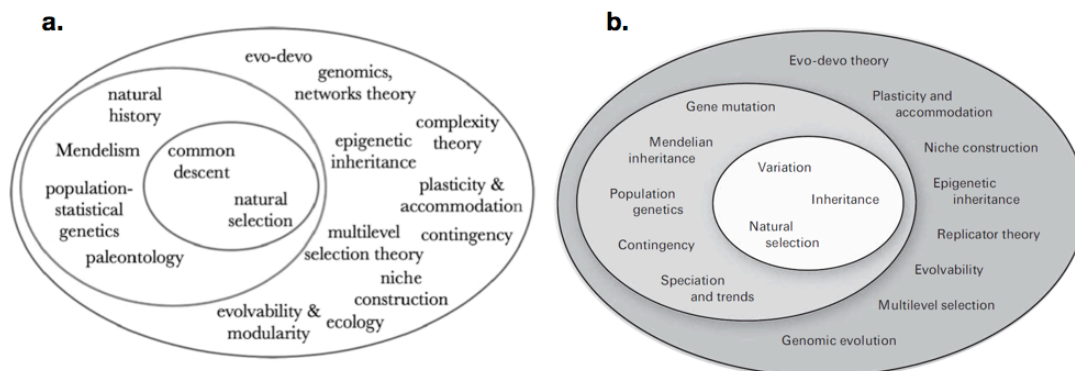 a.
evo-devo
genomics,
networks theory
natural
history
complexity
theory
epigenetic
inheritance
Mendelism
common
descent
plasticity &
accommodation
population-
statistical
genetics
natural
selection
multilevel
selection theory
contingency
paleontology
niche
construction
evolvability &
modularity
ecology
b.
Evo-devo theory
Gene mutation
Plasticity and
accommodation
Mendelian
inheritance
Variation
Niche construction
Population
genetics
Inheritance
Epigenetic
inheritance
Natural
selection
Replicator theory
Contingency
Evolvability
Speciation
and trends
Multilevel selection
Genomic evolution